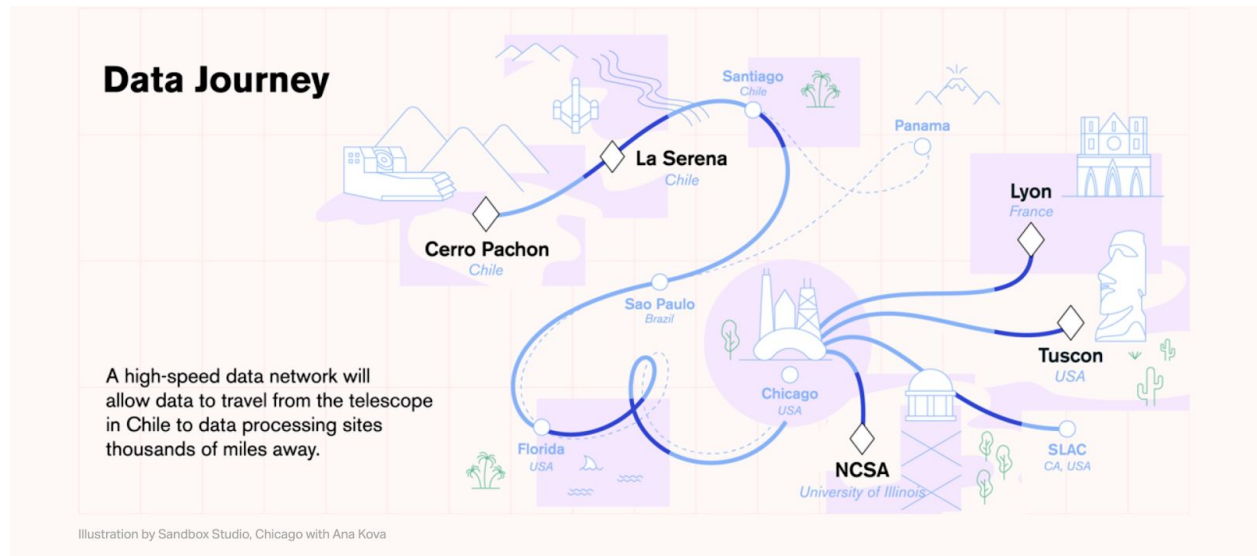 Data Journey
Santiago
Chile
Panama
La Serena
Chile
Lyon
France
Cerro Pachon
Chile
Sao Paulo
Brazil
Tuscon
USA
A high-speed data network will
allow data to travel from the telescope
in Chile to data processing sites
thousands of miles away.
Chicago
USA
Florida
USA
SLAC
CA, USA
NCSA
University of Illinois
Illustration by Sandbox Studio, Chicago with Ana Kova